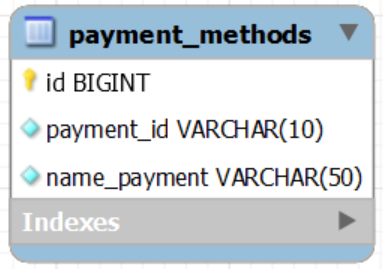 payment_methods
id BIGINT
payment_id VARCHAR(10)
name_payment VARCHAR(50)
Indexes